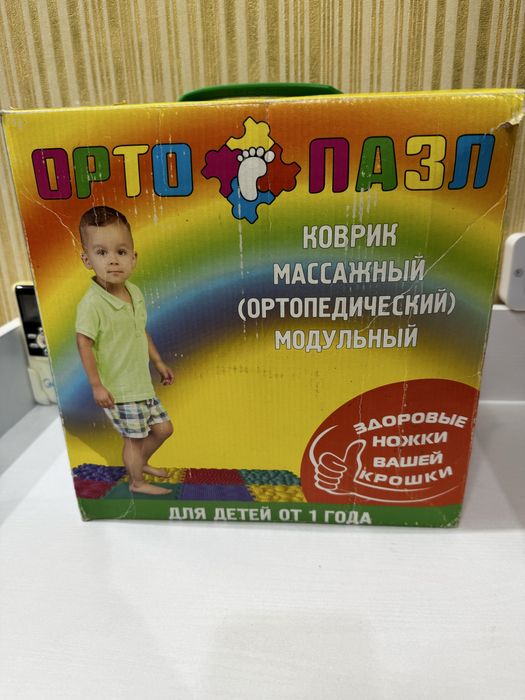 ОРТО ПАЗЛ
КОВРИК
МАССАЖНЫЙ
(ОРТОПЕДИЧЕСКИЙ)
МОДУЛЬНЫЙ
ЗДОРОВЫЕ
НОЖКИ
ВАШЕЙ
КРОШКИ
ДЛЯ ДЕТЕЙ ОТ 1 ГОДА